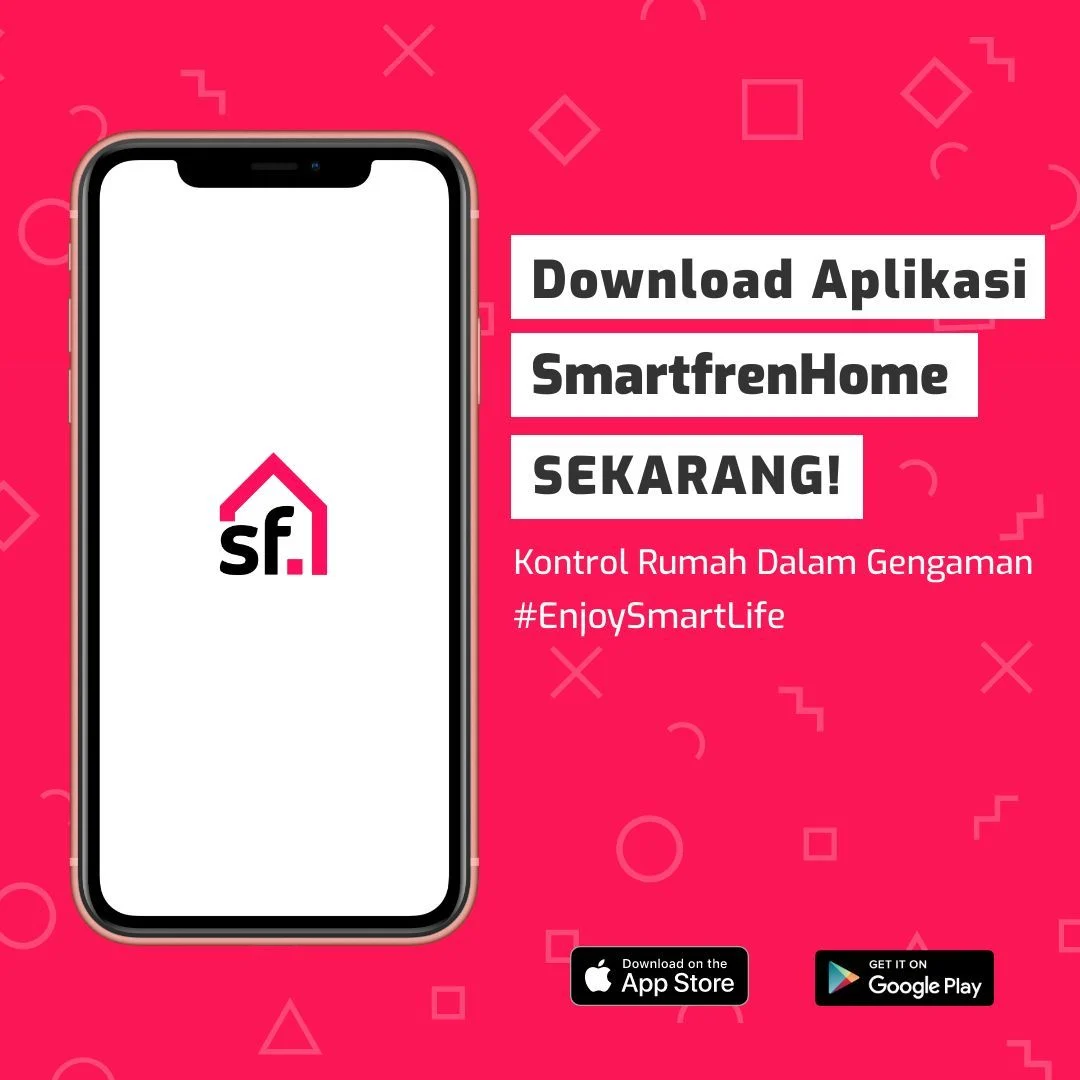 Download Aplikasi
SmartfrenHome
SEKARANG!
Kontrol Rumah Dalam Gengaman
#EnjoySmartLife
sf.
Download on the
App Store
GET IT ON
Google Play